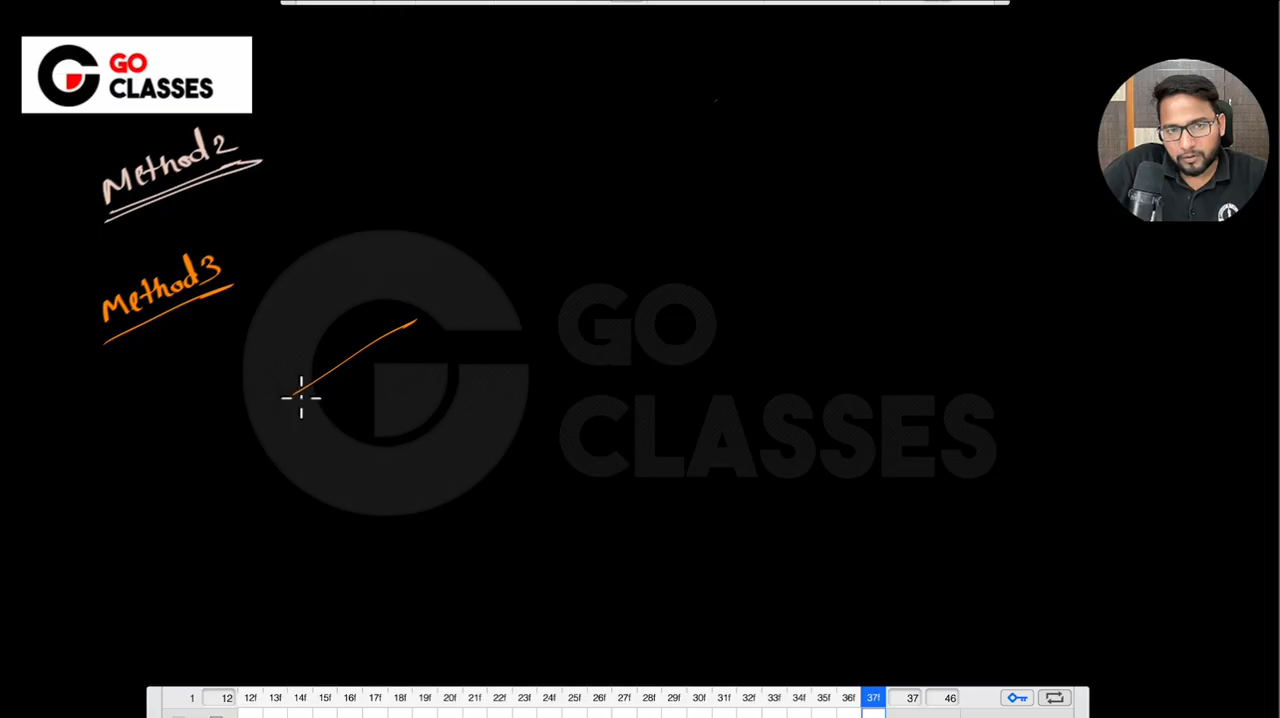 GO
CLASSES
Method 2
Method 3
GO
CLASSES
1 12 12f 13f 14f 15f 16f 17f 18f 19f 20f 21f 22f 23f 24f 25f 26f 27f 28f 29f 30f 31f 32f 33f 34f 35f 36f 37f 37 46